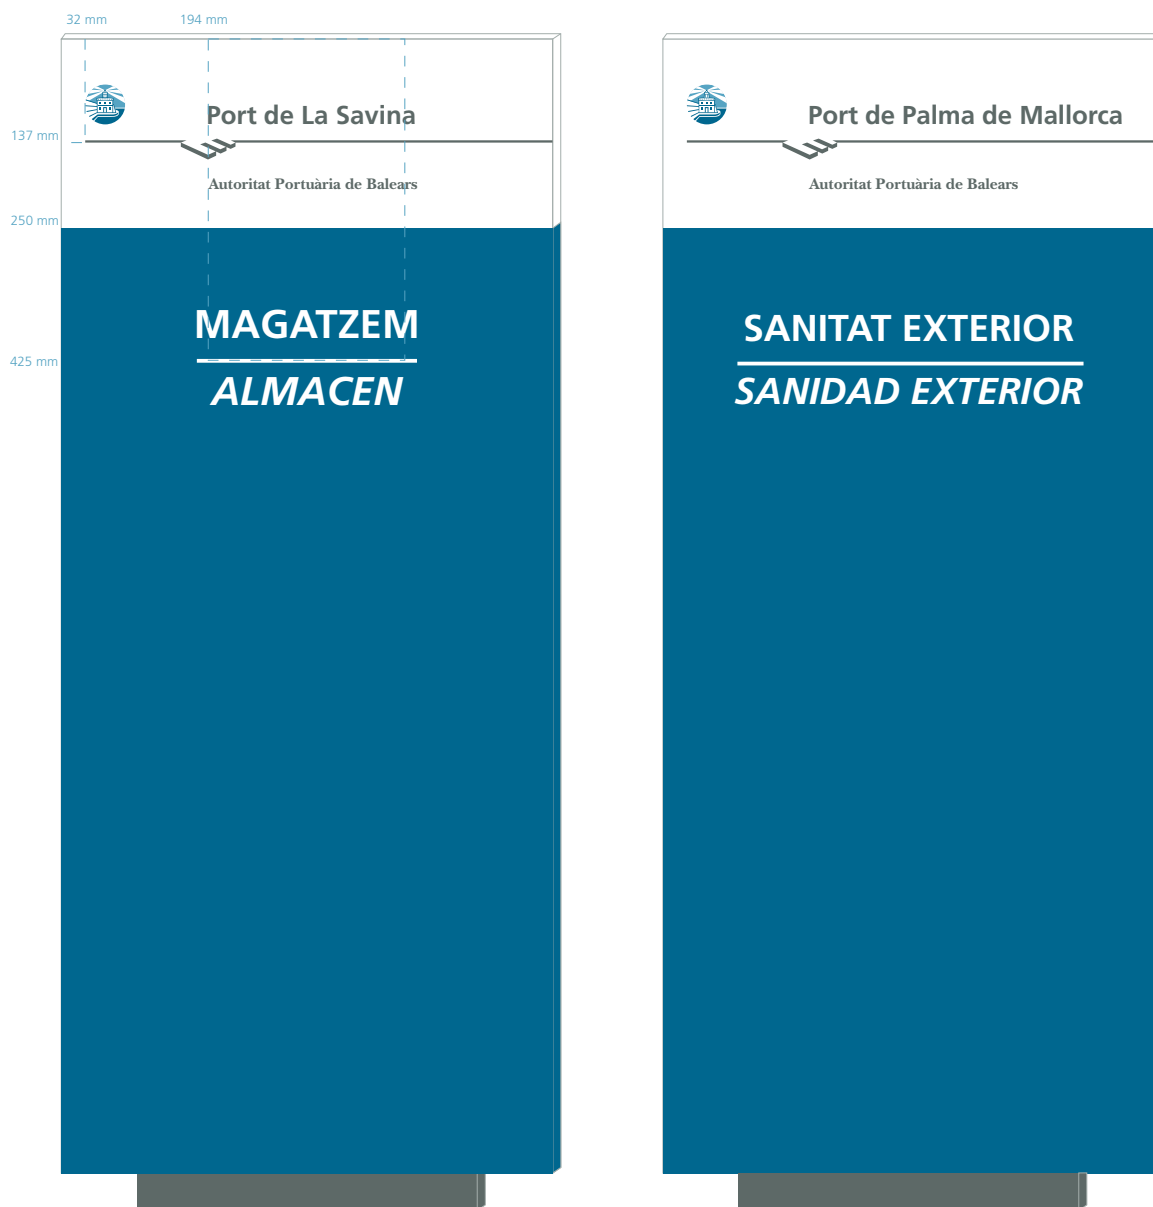 32 mm
194 mm
Port de La Savina
137 mm
Autoritat Portuària de Balears
250 mm
MAGATZEM
425 mm
ALMACEN
Port de Palma de Mallorca
Autoritat Portuària de Balears
SANITAT EXTERIOR
SANIDAD EXTERIOR